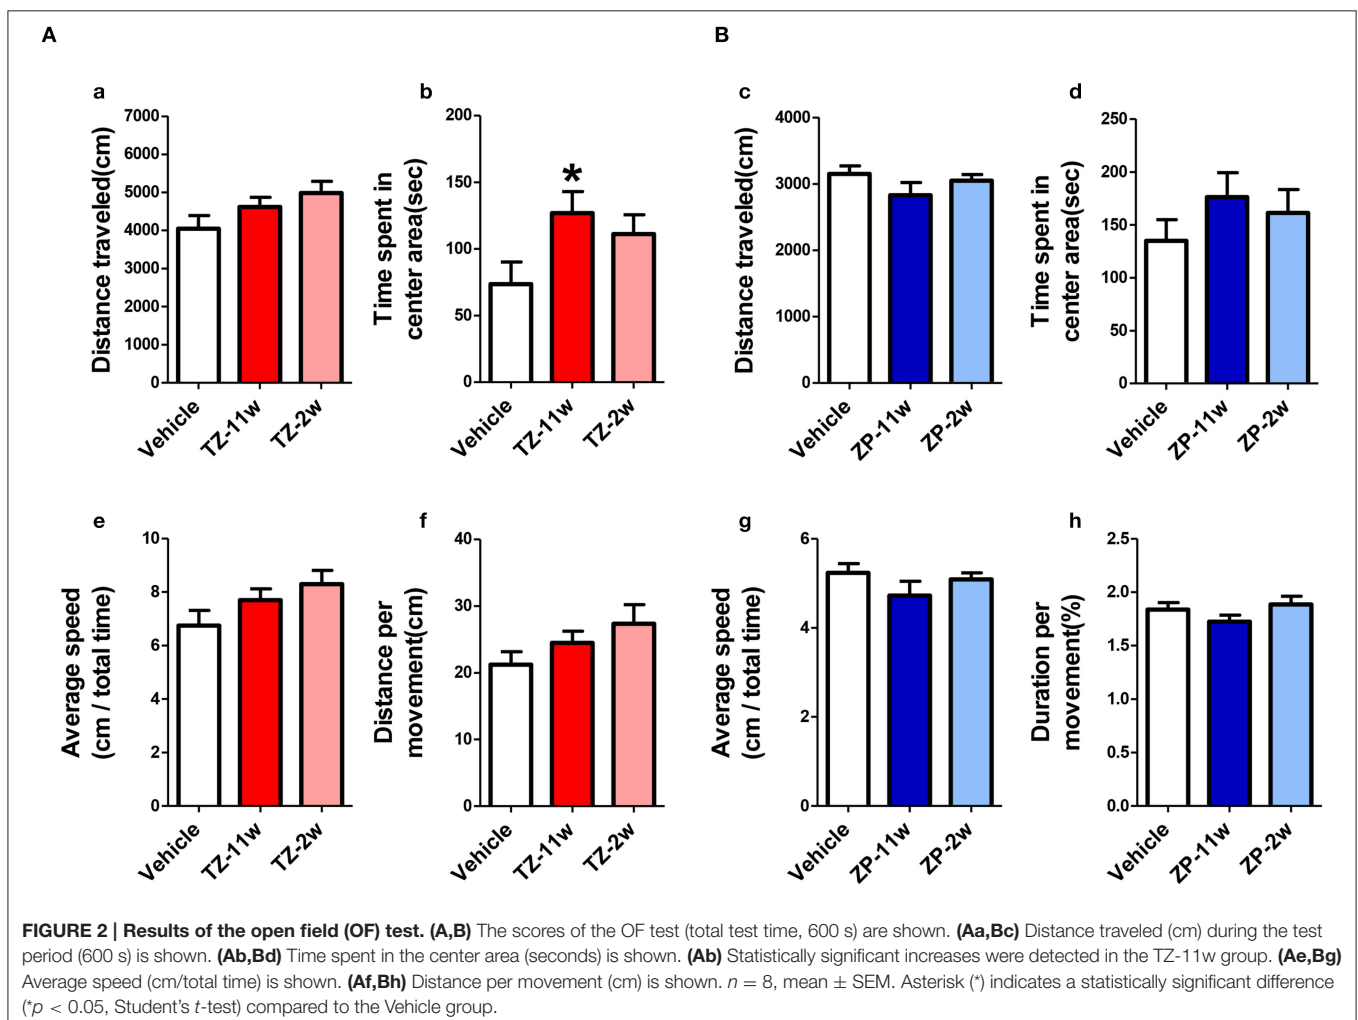 A
B
a
Distance traveled(cm)
7000
6000
5000
4000
3000
2000
1000
0
Vehicle
TZ-11w
TZ-2w
b
Time spent in
center area(sec)
200
150
100
50
0
*
Vehicle
TZ-11w
TZ-2w
c
Distance traveled(cm)
4000
3000
2000
1000
0
Vehicle
ZP-11w
ZP-2w
d
Time spent in
center area(sec)
250
200
150
100
50
0
Vehicle
ZP-11w
ZP-2w
e
Average speed
(cm / total time)
10
8
6
4
2
0
Vehicle
TZ-11w
TZ-2w
f
Distance per
movement(cm)
40
30
20
10
0
Vehicle
TZ-11w
TZ-2w
g
Average speed
(cm / total time)
6
4
2
0
Vehicle
ZP-11w
ZP-2w
h
Duration per
movement(%)
2.5
2.0
1.5
1.0
0.5
0.0
Vehicle
ZP-11w
ZP-2w
FIGURE 2 | Results of the open field (OF) test. (A,B) The scores of the OF test (total test time, 600 s) are shown. (Aa,Bc) Distance traveled (cm) during the test
period (600 s) is shown. (Ab,Bd) Time spent in the center area (seconds) is shown. (Ab) Statistically significant increases were detected in the TZ-11w group. (Ae,Bg)
Average speed (cm/total time) is shown. (Af,Bh) Distance per movement (cm) is shown. n = 8, mean ± SEM. Asterisk (*) indicates a statistically significant difference
(*p < 0.05, Student's t-test) compared to the Vehicle group.